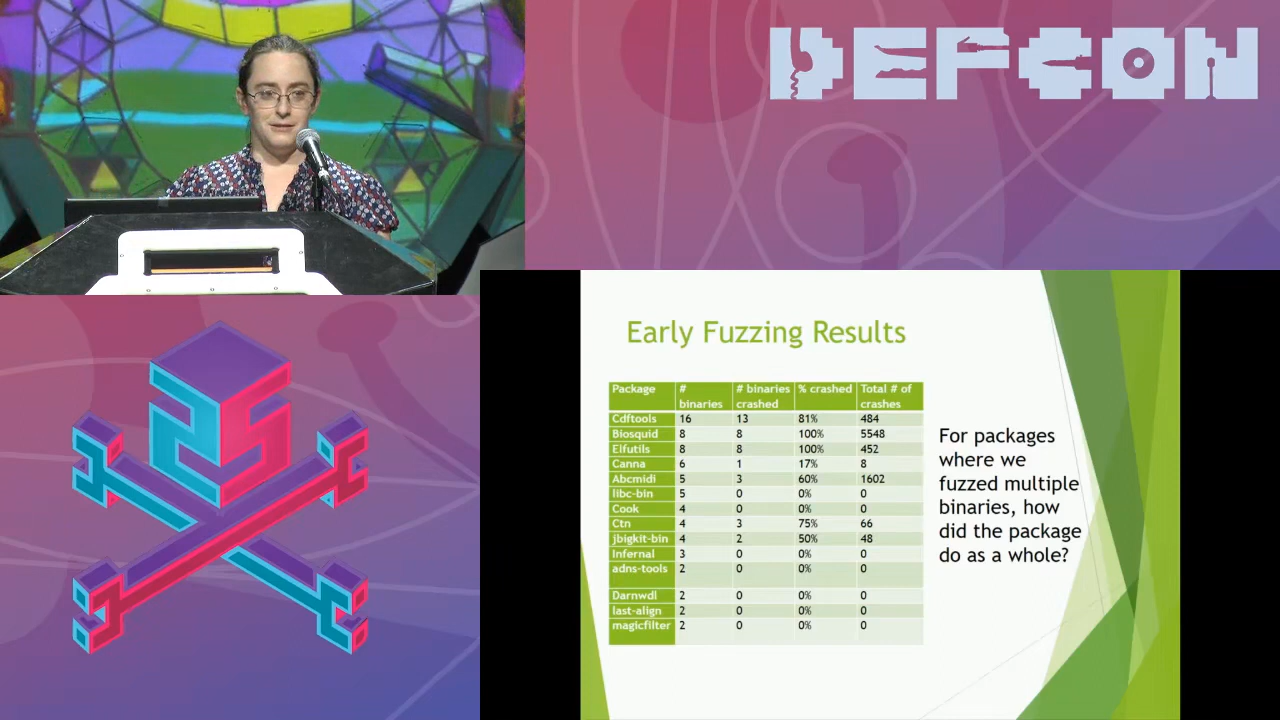 DEFCON
Early Fuzzing Results
Package # binaries # binaries crashed % crashed Total # of crashes
Cdftools 16 13 81% 484
Biosquid 8 8 100% 5548
Elfutils 8 8 100% 452
Canna 6 1 17% 8
Abcmidi 5 3 60% 1602
libc-bin 5 0 0% 0
Cook 4 0 0% 0
Ctn 4 3 75% 66
jbigkit-bin 4 2 50% 48
Infernal 3 0 0% 0
adns-tools 2 0 0% 0
Darnwdl 2 0 0% 0
last-align 2 0 0% 0
magicfilter 2 0 0% 0
For packages
where we
fuzzed multiple
binaries, how
did the package
do as a whole?